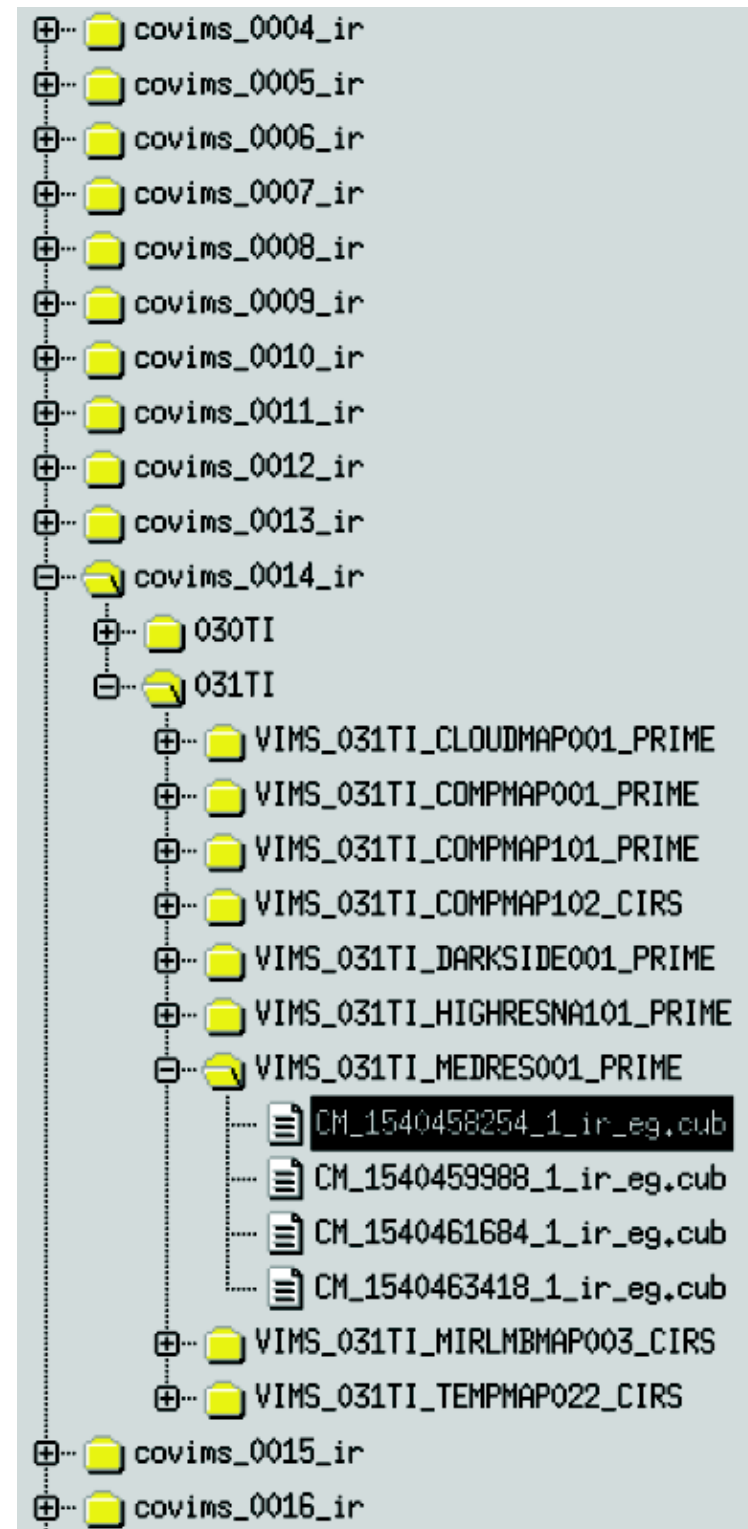 covims_0004_ir
covims_0005_ir
covims_0006_ir
covims_0007_ir
covims_0008_ir
covims_0009_ir
covims_0010_ir
covims_0011_ir
covims_0012_ir
covims_0013_ir
covims_0014_ir
030TI
031TI
VIMS_031TI_CLOUDMAP001_PRIME
VIMS_031TI_COMPMAP001_PRIME
VIMS_031TI_COMPMAP101_PRIME
VIMS_031TI_COMPMAP102_CIRS
VIMS_031TI_DARKSIDE001_PRIME
VIMS_031TI_HIGHRESNA101_PRIME
VIMS_031TI_MEDRES001_PRIME
CM_1540458254_1_ir_eg.cub
CM_1540459988_1_ir_eg.cub
CM_1540461684_1_ir_eg.cub
CM_1540463418_1_ir_eg.cub
VIMS_031TI_MIRLMBMAP003_CIRS
VIMS_031TI_TEMPMAP022_CIRS
covims_0015_ir
covims_0016_ir